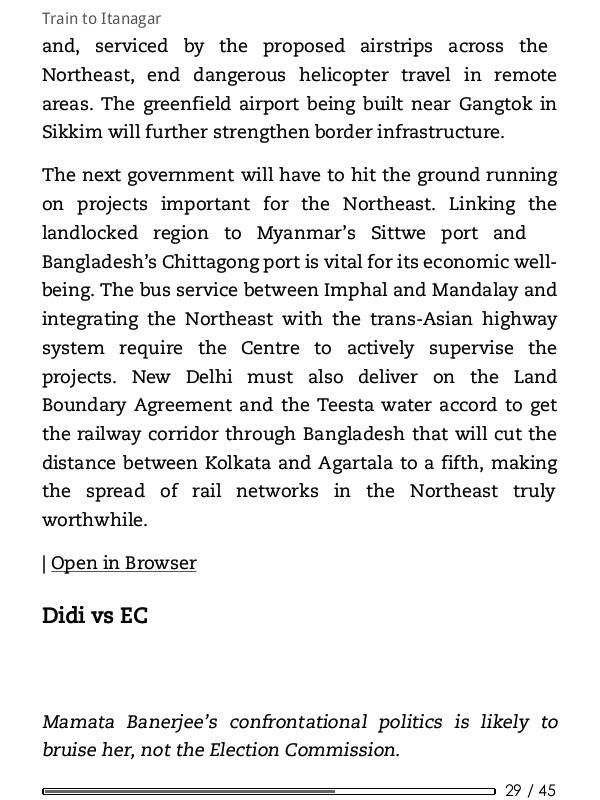 Train to Itanagar
and, serviced by the proposed airstrips across the
Northeast, end dangerous helicopter travel in remote
areas. The greenfield airport being built near Gangtok in
Sikkim will further strengthen border infrastructure.
The next government will have to hit the ground running
on projects important for the Northeast. Linking the
landlocked region to Myanmar's Sittwe port and
Bangladesh's Chittagong port is vital for its economic well-
being. The bus service between Imphal and Mandalay and
integrating the Northeast with the trans-Asian highway
system require the Centre to actively supervise the
projects. New Delhi must also deliver on the Land
Boundary Agreement and the Teesta water accord to get
the railway corridor through Bangladesh that will cut the
distance between Kolkata and Agartala to a fifth, making
the spread of rail networks in the Northeast truly
worthwhile.
| Open in Browser
Didi vs EC
Mamata Banerjee's confrontational politics is likely to
bruise her, not the Election Commission.
29 / 45